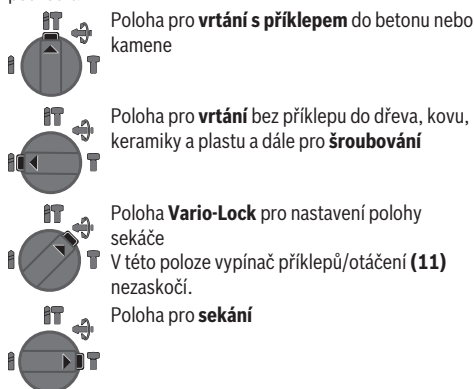 Poloha pro vrtání s příklepem do betonu nebo
kamene
Poloha pro vrtání bez příklepu do dřeva, kovu,
keramiky a plastu a dále pro šroubování
Poloha Vario-Lock pro nastavení polohy
sekáče
V této poloze vypínač příklepů/otáčení (11)
nezaskočí.
Poloha pro sekání